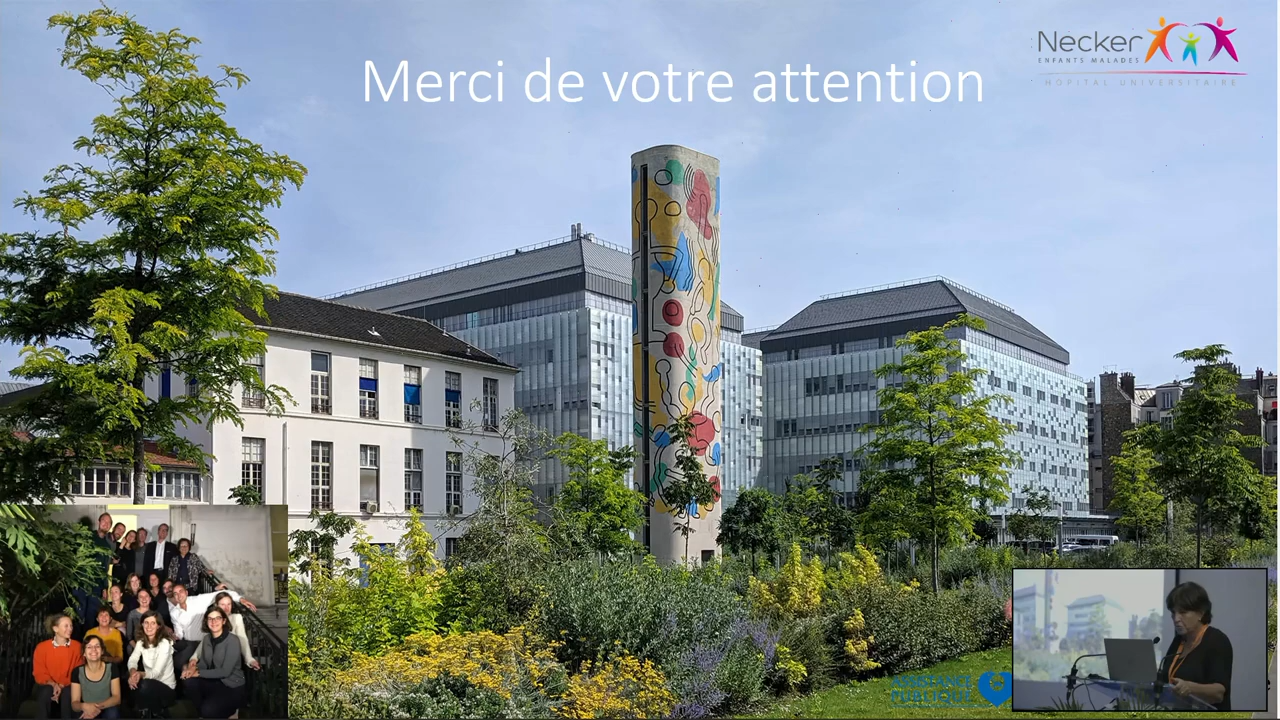 Merci de votre attention
Necker
ENFANTS MALADES
HÔPITAL UNIVERSITAIRE
ASSISTANCE
PUBLIQUE